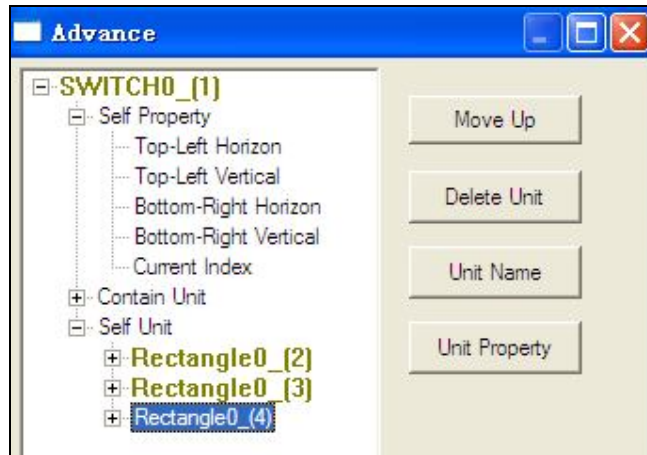 Advance
SWITCH0_(1)
Self Property
Top-Left Horizon
Top-Left Vertical
Bottom-Right Horizon
Bottom-Right Vertical
Current Index
Contain Unit
Self Unit
Rectangle0_(2)
Rectangle0_(3)
Rectangle0_(4)
Move Up
Delete Unit
Unit Name
Unit Property